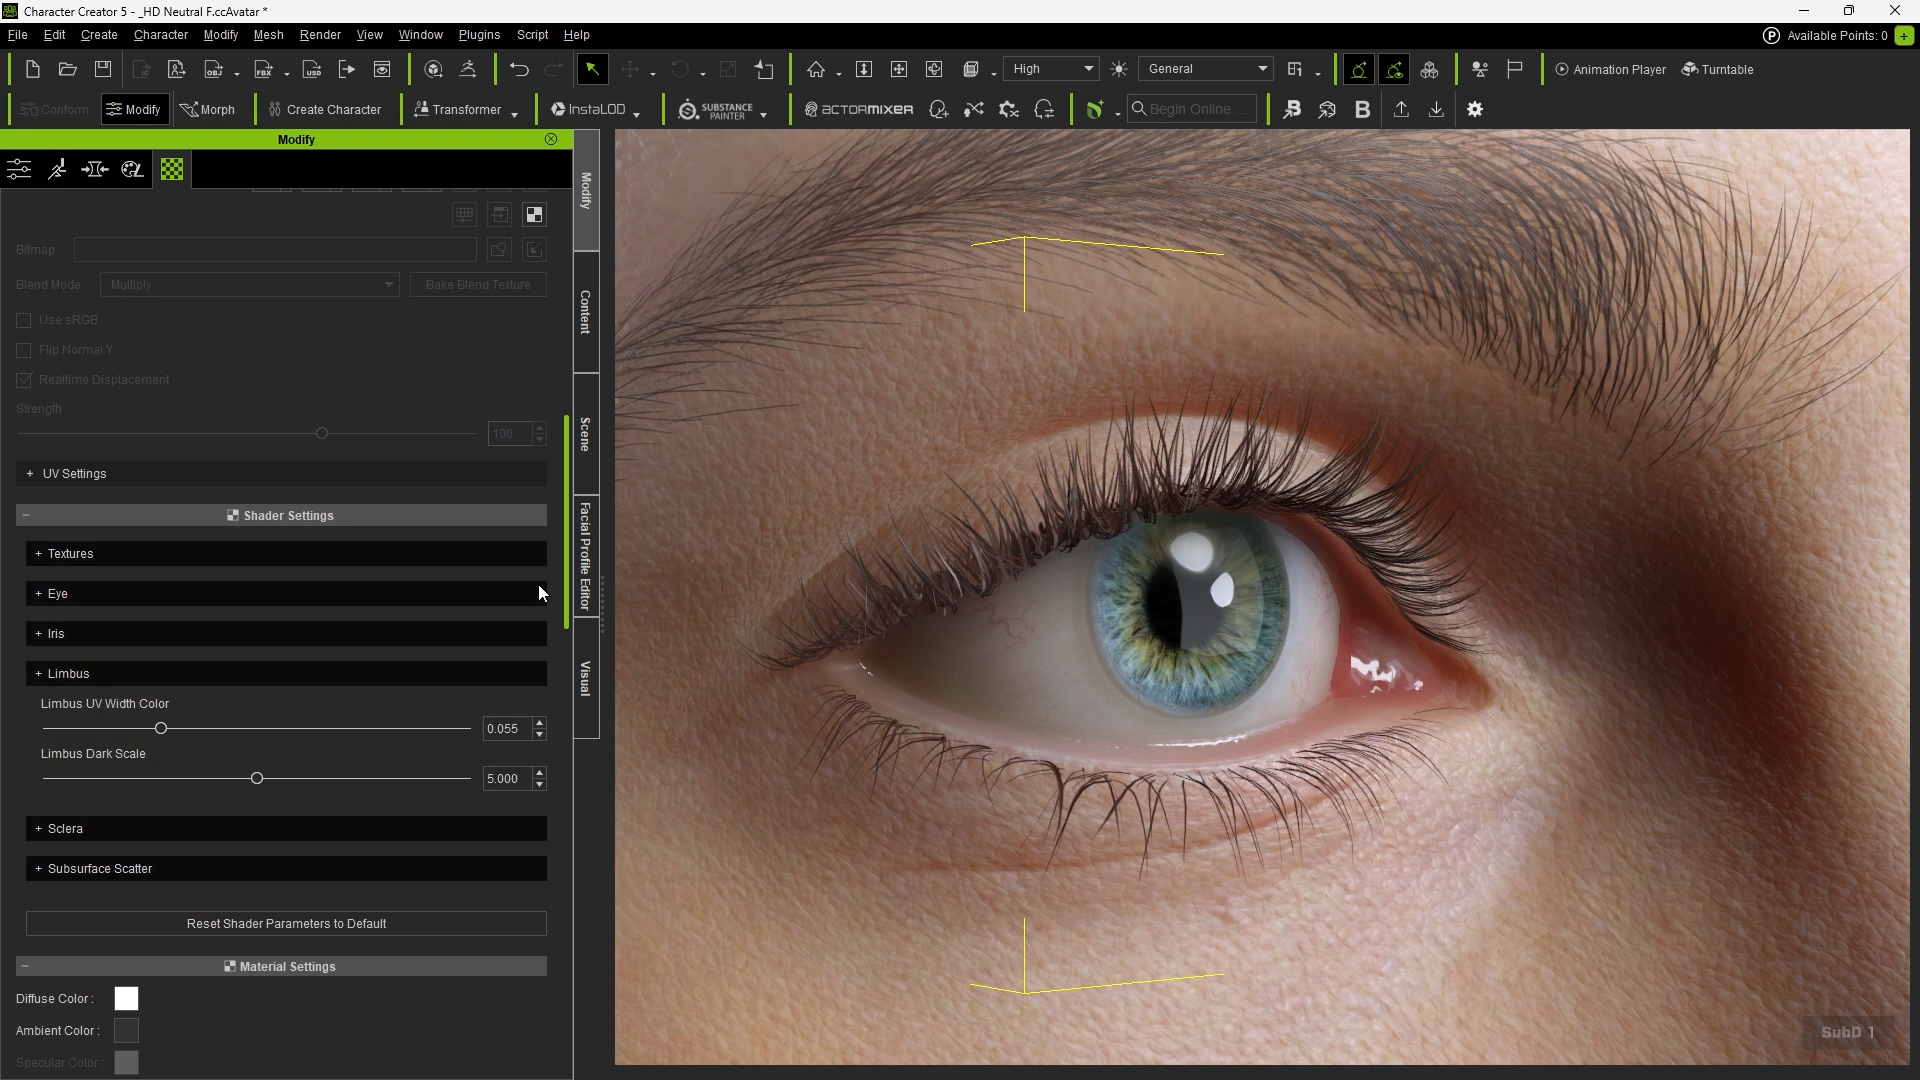 Character Creator 5 - _HD Neutral F.ccAvatar *
File Edit Create Character Modify Mesh Render View Window Plugins Script Help
P Available Points: 0 +
High General Animation Player Turntable
Conform Modify Morph Create Character Transformer InstaLOD SUBSTANCE PAINTER ACTORMIXER Begin Online ... B
Modify
Bitmap :
Blend Mode : Multiply Bake Blend Texture
Use sRGB
Flip Normal Y
Realtime Displacement
Strength
100
+ UV Settings
Shader Settings
+ Textures
+ Eye
+ Iris
+ Limbus
Limbus UV Width Color
0.055
Limbus Dark Scale
5.000
+ Sclera
+ Subsurface Scatter
Reset Shader Parameters to Default
Material Settings
Diffuse Color :
Ambient Color :
Specular Color :
Modify
Content
Scene
Facial Profile Editor
Visual
SubD 1